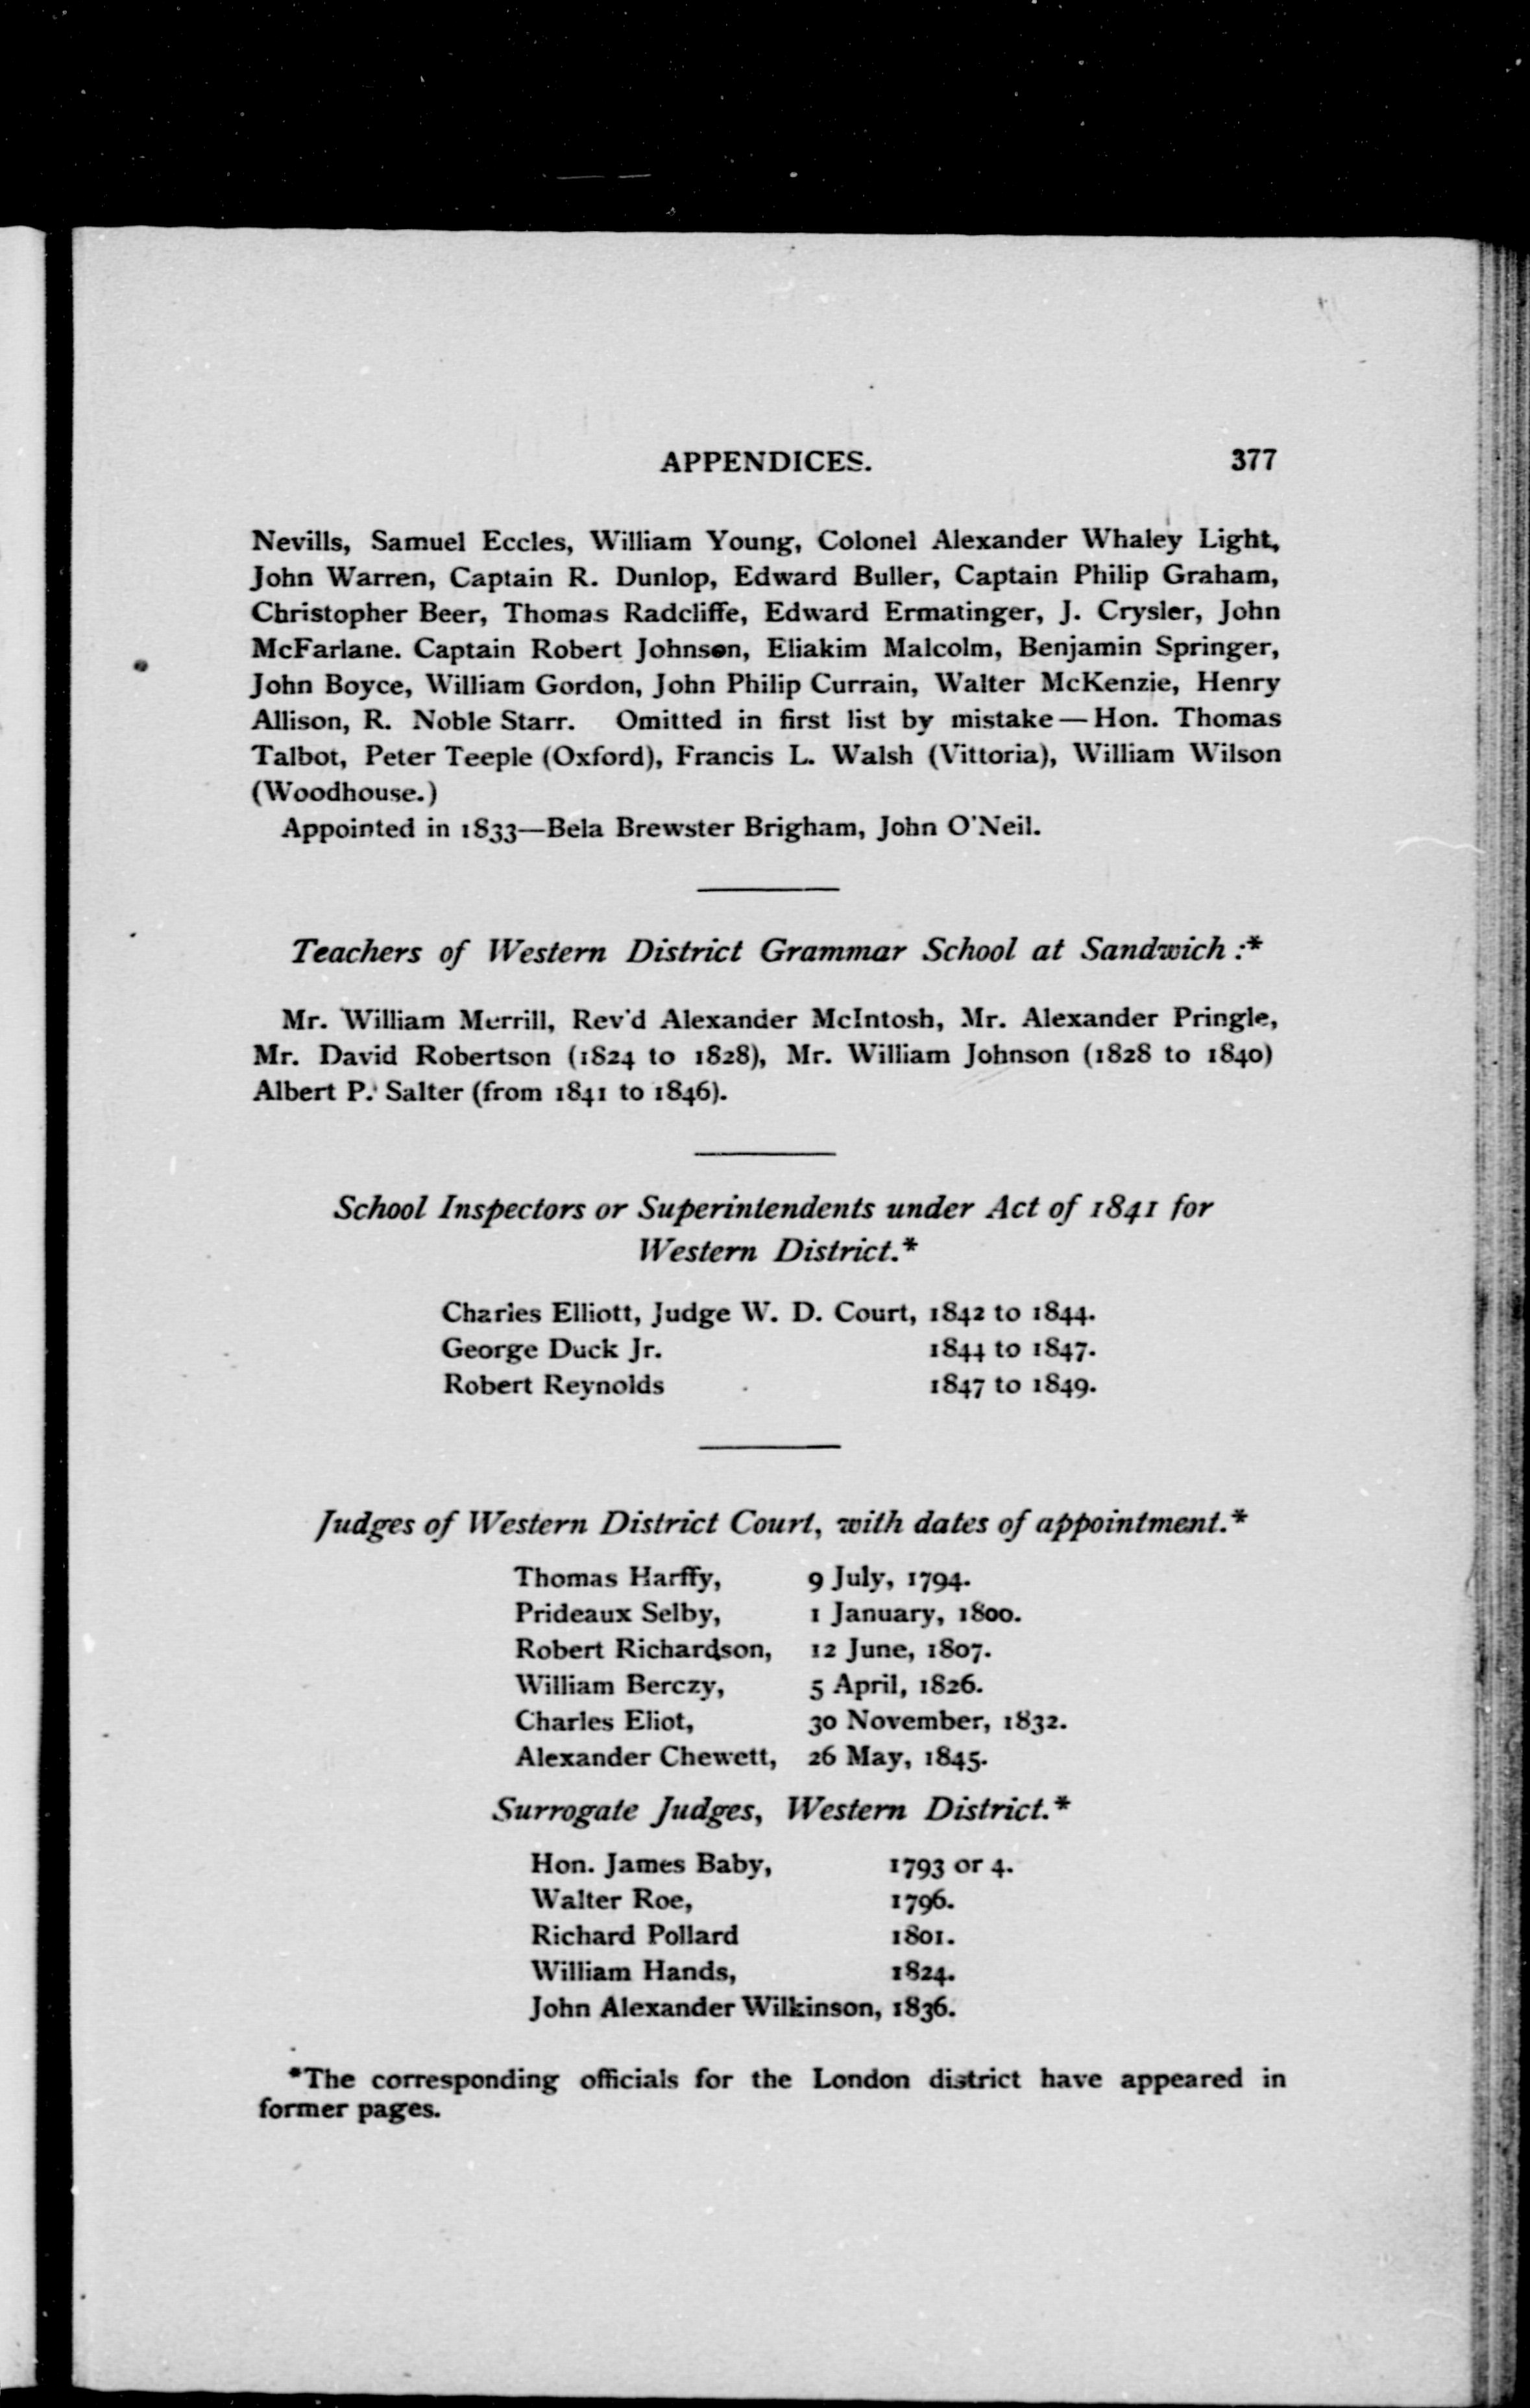 APPENDICES. 377
Nevills, Samuel Eccles, William Young, Colonel Alexander Whaley Light,
John Warren, Captain R. Dunlop, Edward Buller, Captain Philip Graham,
Christopher Beer, Thomas Radcliffe, Edward Ermatinger, J. Crysler, John
McFarlane. Captain Robert Johnson, Eliakim Malcolm, Benjamin Springer,
John Boyce, William Gordon, John Philip Currain, Walter McKenzie, Henry
Allison, R. Noble Starr. Omitted in first list by mistake — Hon. Thomas
Talbot, Peter Teeple (Oxford), Francis L. Walsh (Vittoria), William Wilson
(Woodhouse.)
Appointed in 1833—Bela Brewster Brigham, John O'Neil.
Teachers of Western District Grammar School at Sandwich :*
Mr. William Merrill, Rev'd Alexander McIntosh, Mr. Alexander Pringle,
Mr. David Robertson (1824 to 1828), Mr. William Johnson (1828 to 1840)
Albert P. Salter (from 1841 to 1846).
School Inspectors or Superintendents under Act of 1841 for
Western District.*
Charles Elliott, Judge W. D. Court, 1842 to 1844.
George Duck Jr. 1844 to 1847.
Robert Reynolds 1847 to 1849.
Judges of Western District Court, with dates of appointment.*
Thomas Harffy, 9 July, 1794.
Prideaux Selby, 1 January, 1800.
Robert Richardson, 12 June, 1807.
William Berczy, 5 April, 1826.
Charles Eliot, 30 November, 1832.
Alexander Chewett, 26 May, 1845.
Surrogate Judges, Western District.*
Hon. James Baby, 1793 or 4.
Walter Roe, 1796.
Richard Pollard 1801.
William Hands, 1824.
John Alexander Wilkinson, 1836.
*The corresponding officials for the London district have appeared in
former pages.